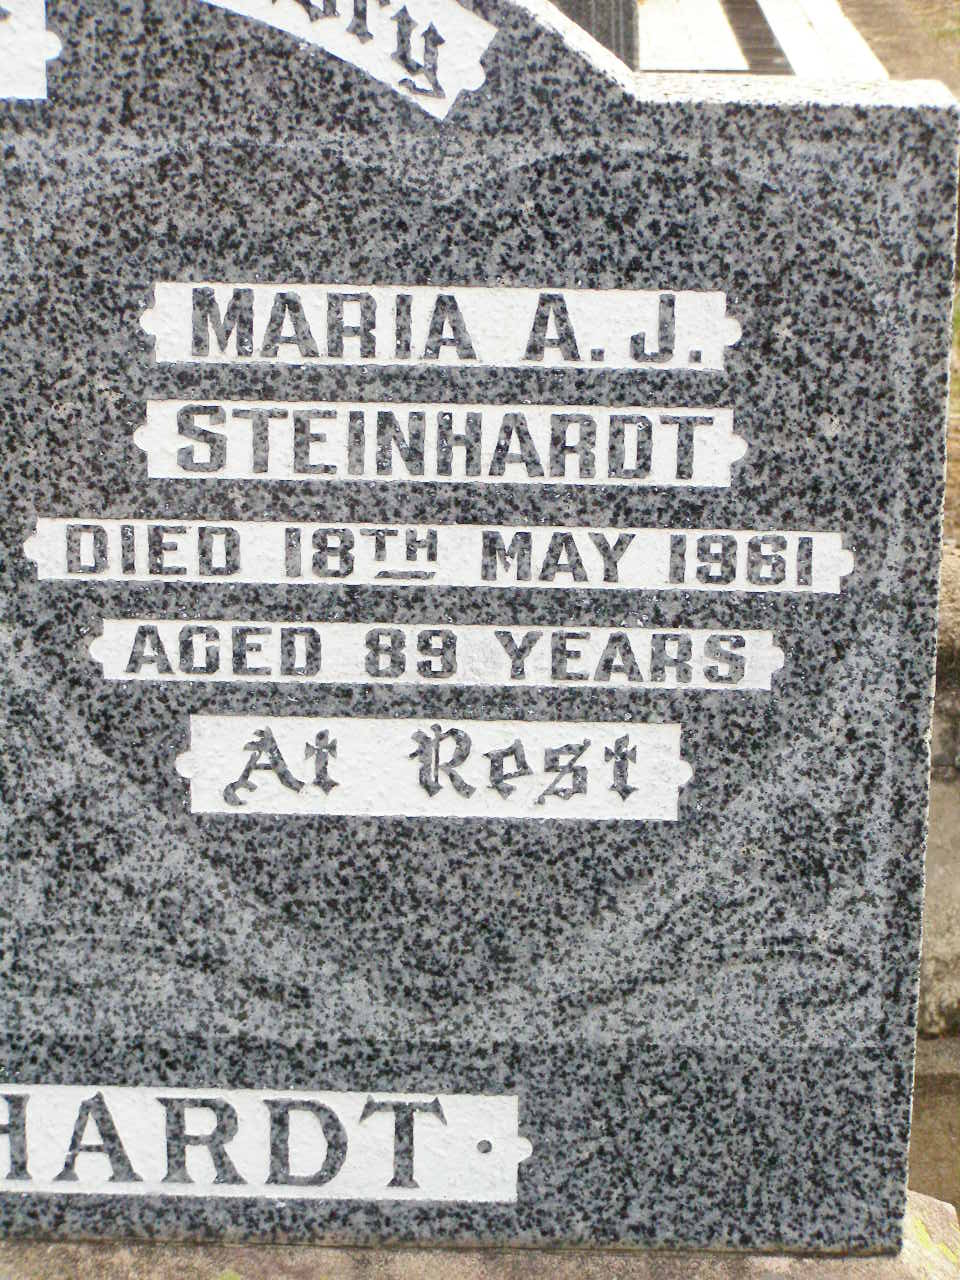 MARIA A. J.
STEINHARDT
DIED 18TH MAY 1961
AGED 89 YEARS
At Rest
HARDT.